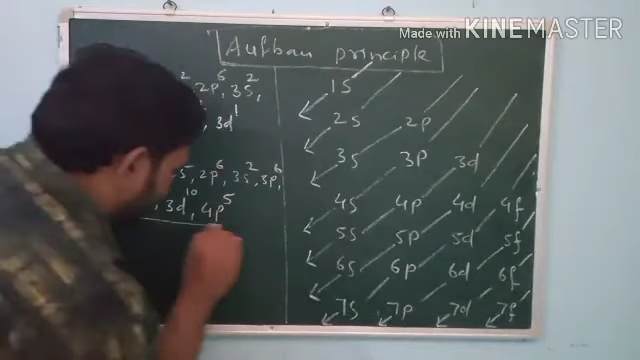 Made with KINEMASTER
Aufbau principle
2 2p⁶, 3s²,
3d¹
2p⁶, 3s², 3p⁶,
, 3d¹⁰, 4p⁵
1s
2s 2p
3s 3p 3d
4s 4p 4d 4f
5s 5p 5d 5f
6s 6p 6d 6f
7s 7p 7d 7f